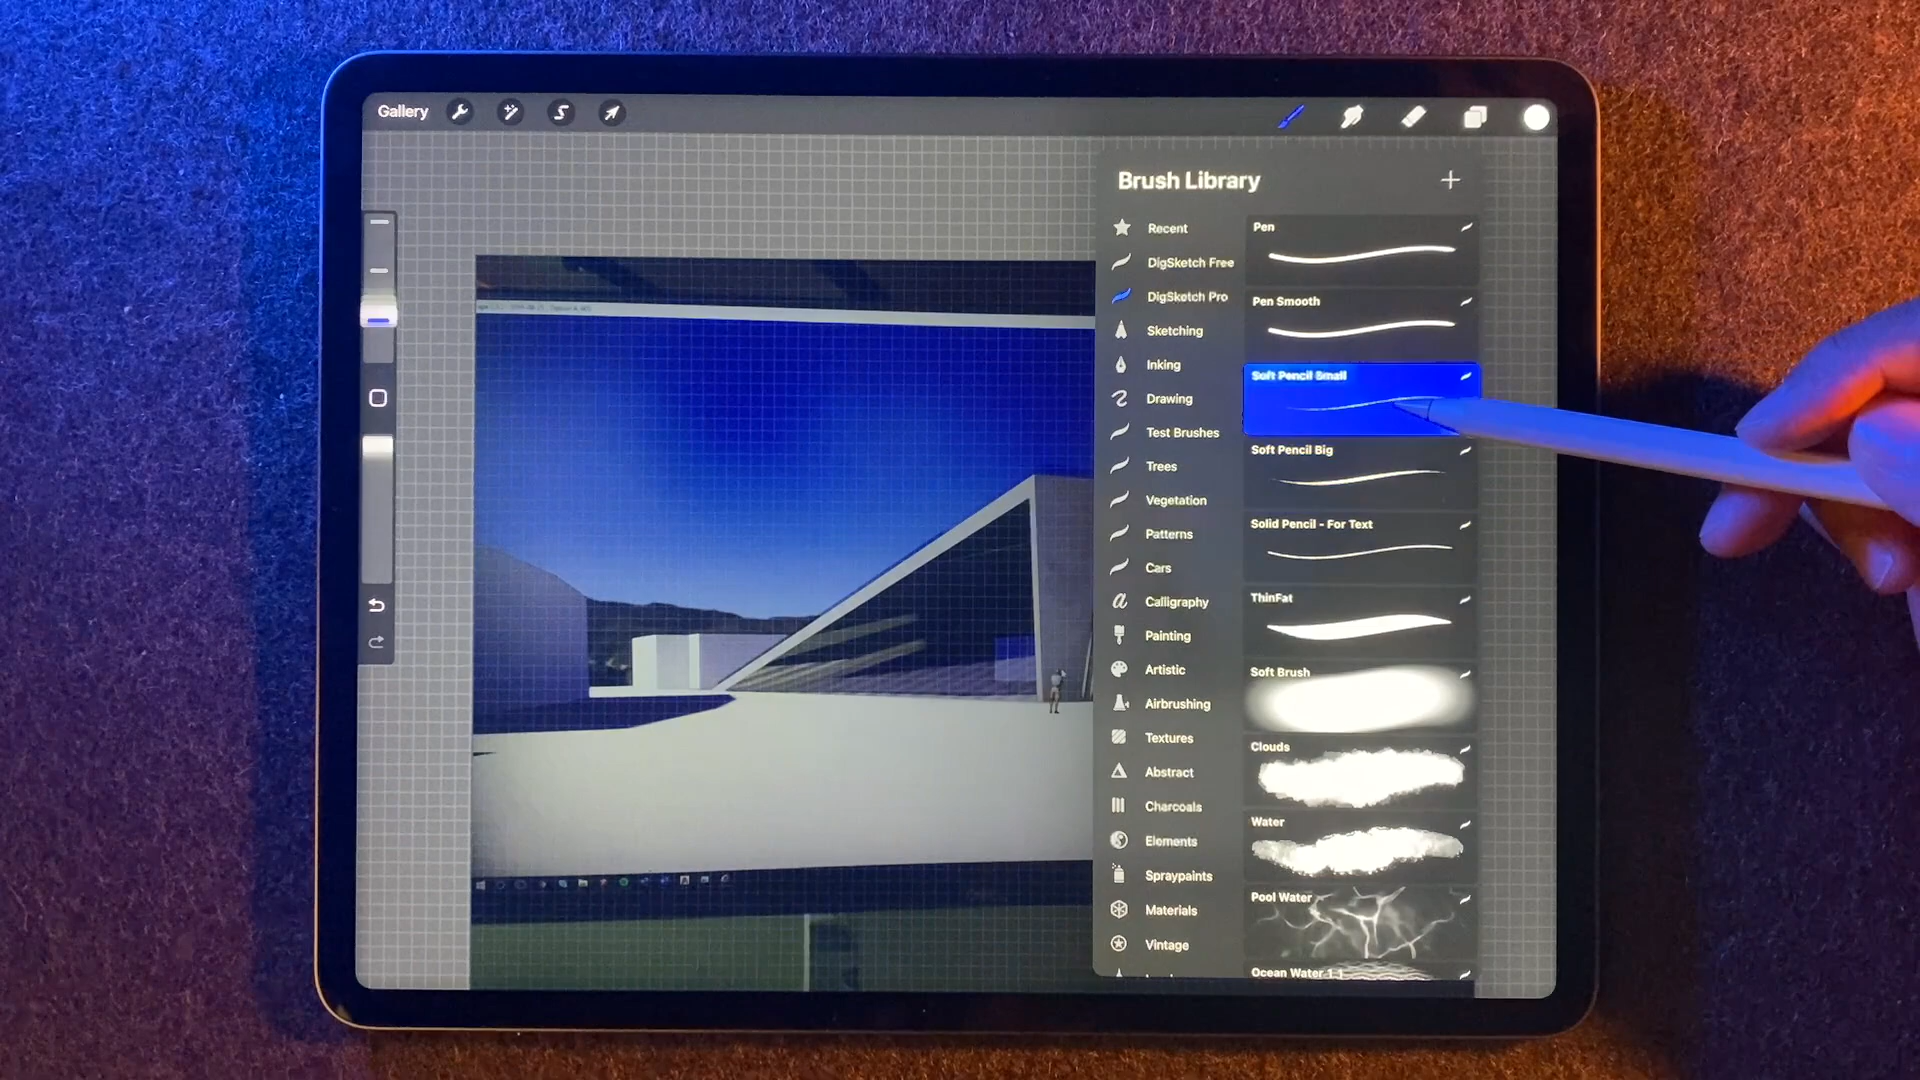 Gallery
Brush Library
Recent
DigSketch Free
DigSketch Pro
Sketching
Inking
Drawing
Test Brushes
Trees
Vegetation
Patterns
Cars
Calligraphy
Painting
Artistic
Airbrushing
Textures
Abstract
Charcoals
Elements
Spraypaints
Materials
Vintage
Pen
Pen Smooth
Soft Pencil Small
Soft Pencil Big
Solid Pencil - For Text
ThinFat
Soft Brush
Clouds
Water
Pool Water
Ocean Water 1.1